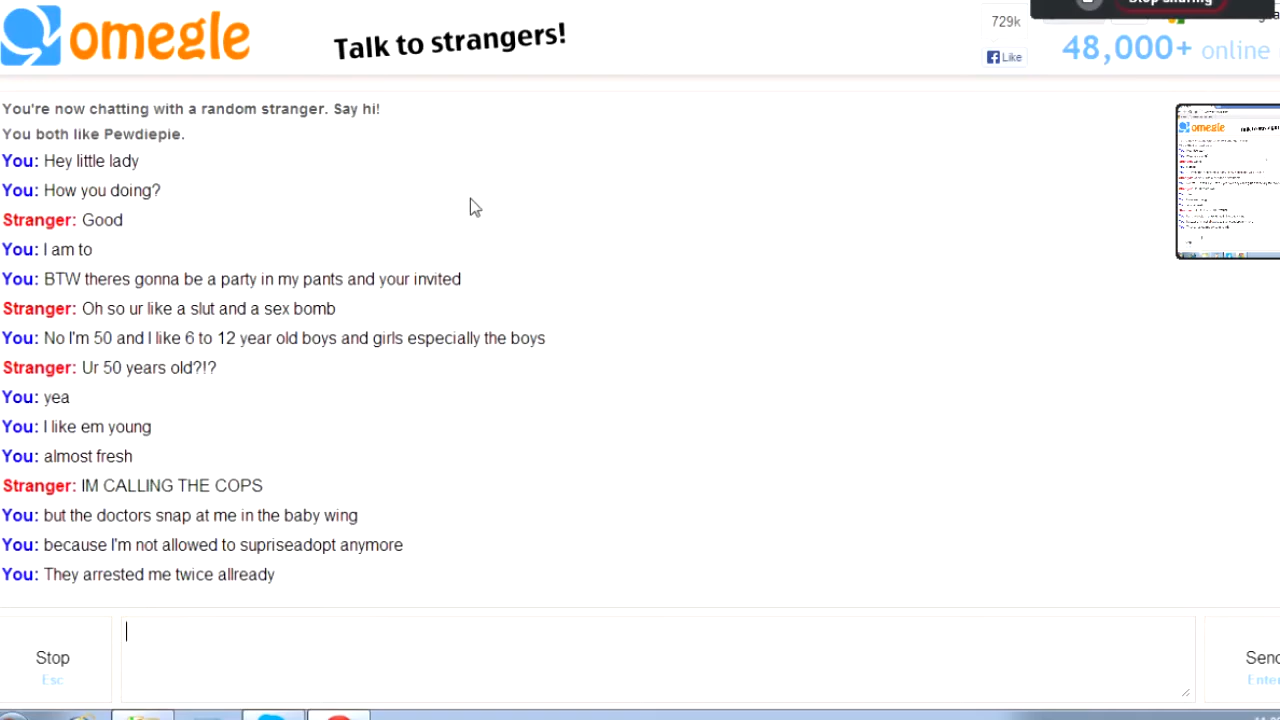 omegle
Talk to strangers!
729k
Like
48,000+ online
You're now chatting with a random stranger. Say hi!
You both like Pewdiepie.
You: Hey little lady
You: How you doing?
Stranger: Good
You: I am to
You: BTW theres gonna be a party in my pants and your invited
Stranger: Oh so ur like a slut and a sex bomb
You: No I'm 50 and I like 6 to 12 year old boys and girls especially the boys
Stranger: Ur 50 years old?!?
You: yea
You: I like em young
You: almost fresh
Stranger: IM CALLING THE COPS
You: but the doctors snap at me in the baby wing
You: because I'm not allowed to supriseadopt anymore
You: They arrested me twice allready
Stop
Esc
Send
Enter